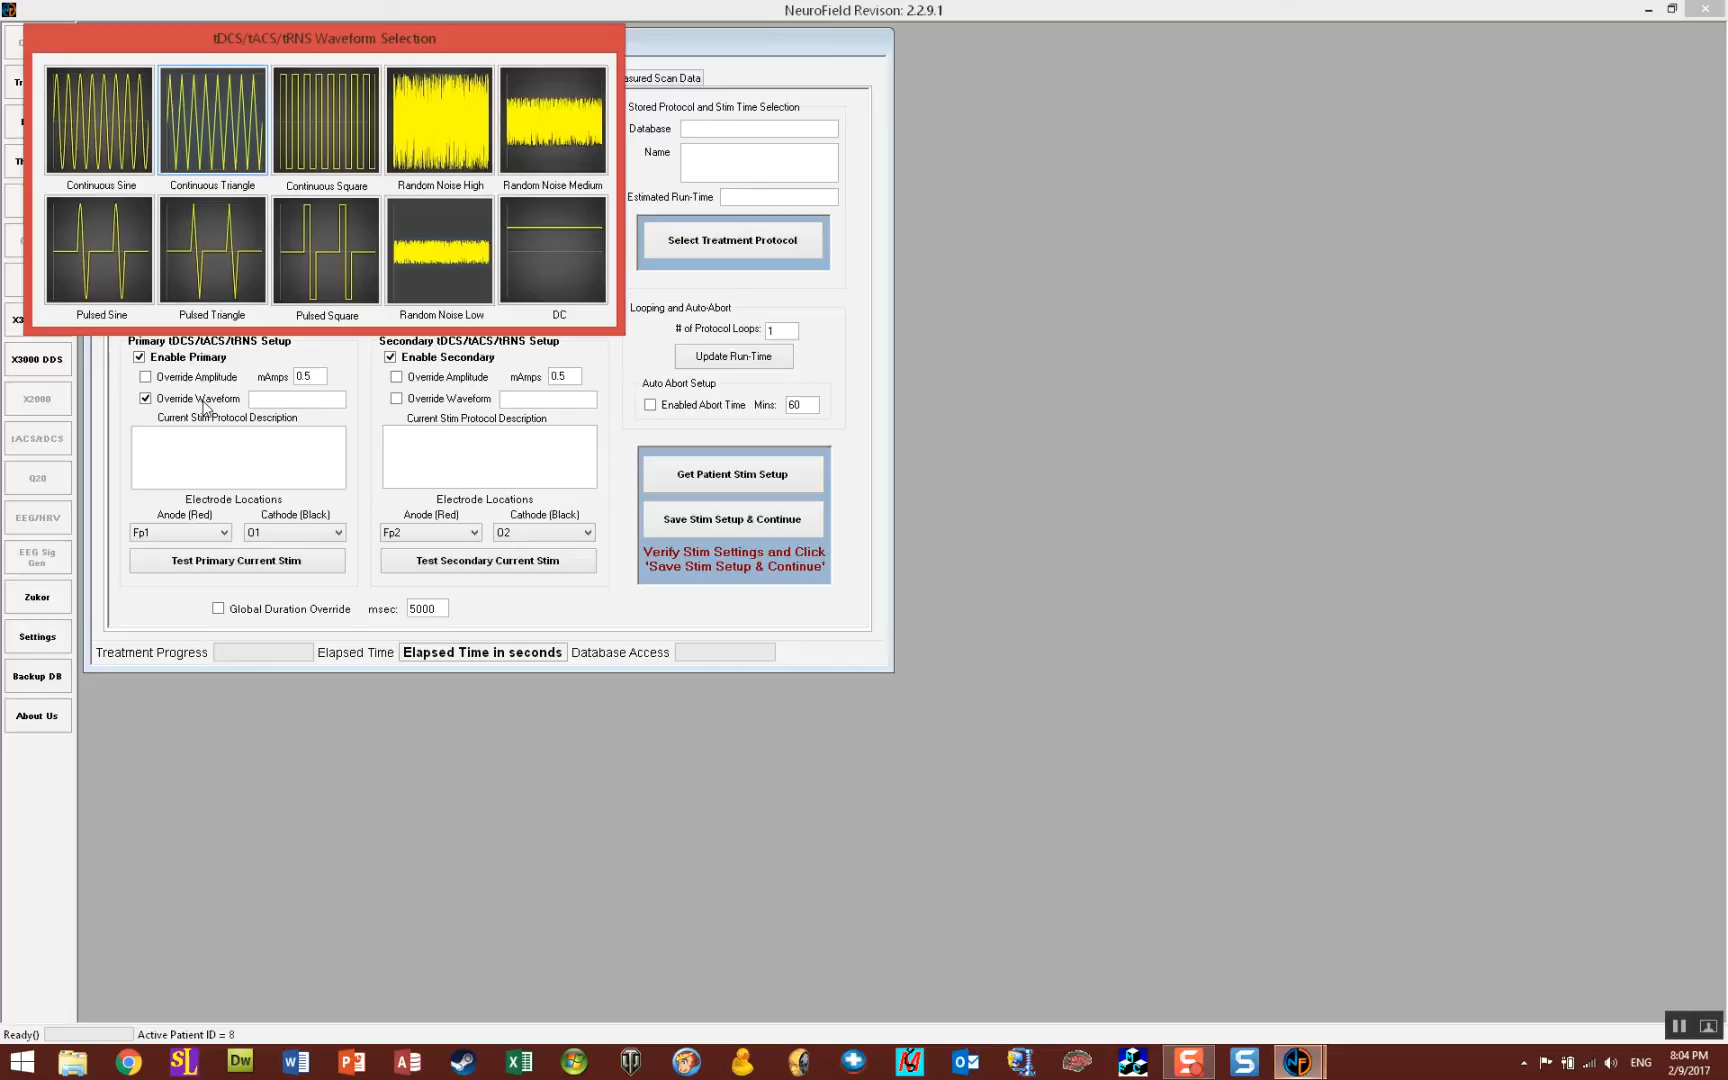 NeuroField Revison: 2.2.9.1
tDCS/tACS/tRNS Waveform Selection
Continuous Sine
Continuous Triangle
Continuous Square
Random Noise High
Random Noise Medium
Pulsed Sine
Pulsed Triangle
Pulsed Square
Random Noise Low
DC
asured Scan Data
Stored Protocol and Stim Time Selection
Database
Name
Estimated Run-Time
Select Treatment Protocol
Looping and Auto-Abort
# of Protocol Loops: 1
Update Run-Time
Auto Abort Setup
Enabled Abort Time Mins: 60
Get Patient Stim Setup
Save Stim Setup & Continue
Verify Stim Settings and Click
'Save Stim Setup & Continue'
Primary tDCS/tACS/tRNS Setup
Enable Primary
Override Amplitude mAmps 0.5
Override Waveform
Current Stim Protocol Description
Electrode Locations
Anode (Red) Cathode (Black)
Fp1 O1
Test Primary Current Stim
Secondary tDCS/tACS/tRNS Setup
Enable Secondary
Override Amplitude mAmps 0.5
Override Waveform
Current Stim Protocol Description
Electrode Locations
Anode (Red) Cathode (Black)
Fp2 O2
Test Secondary Current Stim
Global Duration Override msec: 5000
Treatment Progress Elapsed Time Elapsed Time in seconds Database Access
Tr
Th
X3
X3000 DDS
X2000
tACS/tDCS
Q20
EEG/HRV
EEG Sig
Gen
Zukor
Settings
Backup DB
About Us
Ready() Active Patient ID = 8
SL
Dw
ENG
8:04 PM
2/9/2017